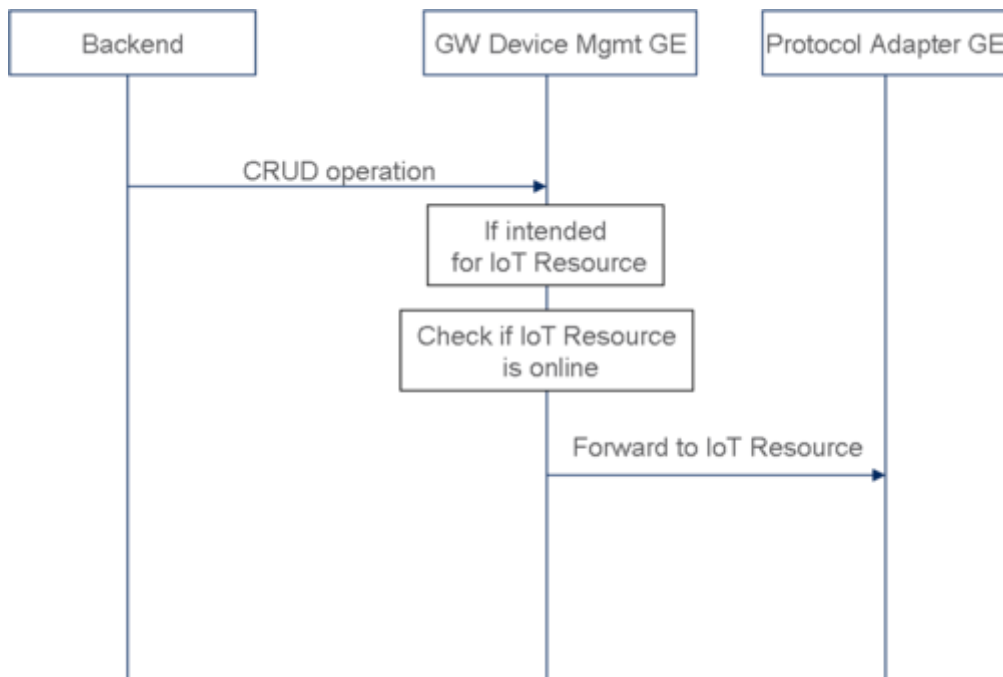 Backend
GW Device Mgmt GE
Protocol Adapter GE
CRUD operation
If intended
for IoT Resource
Check if IoT Resource
is online
Forward to IoT Resource